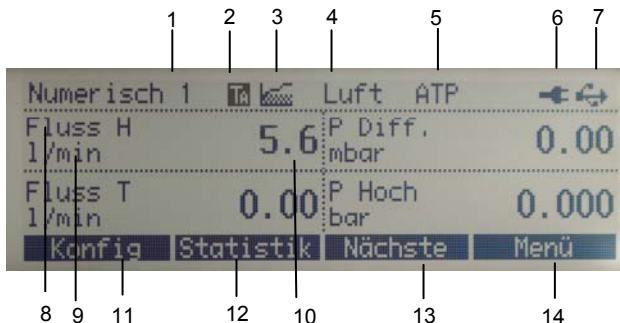 1 2 3 4 5 6 7
Numerisch 1 TA Luft ATP
Fluss H 5.6 P Diff. 0.00
l/min mbar
Fluss T 0.00 P Hoch 0.000
l/min bar
Konfig Statistik Nächste Menü
8 9 11 12 10 13 14